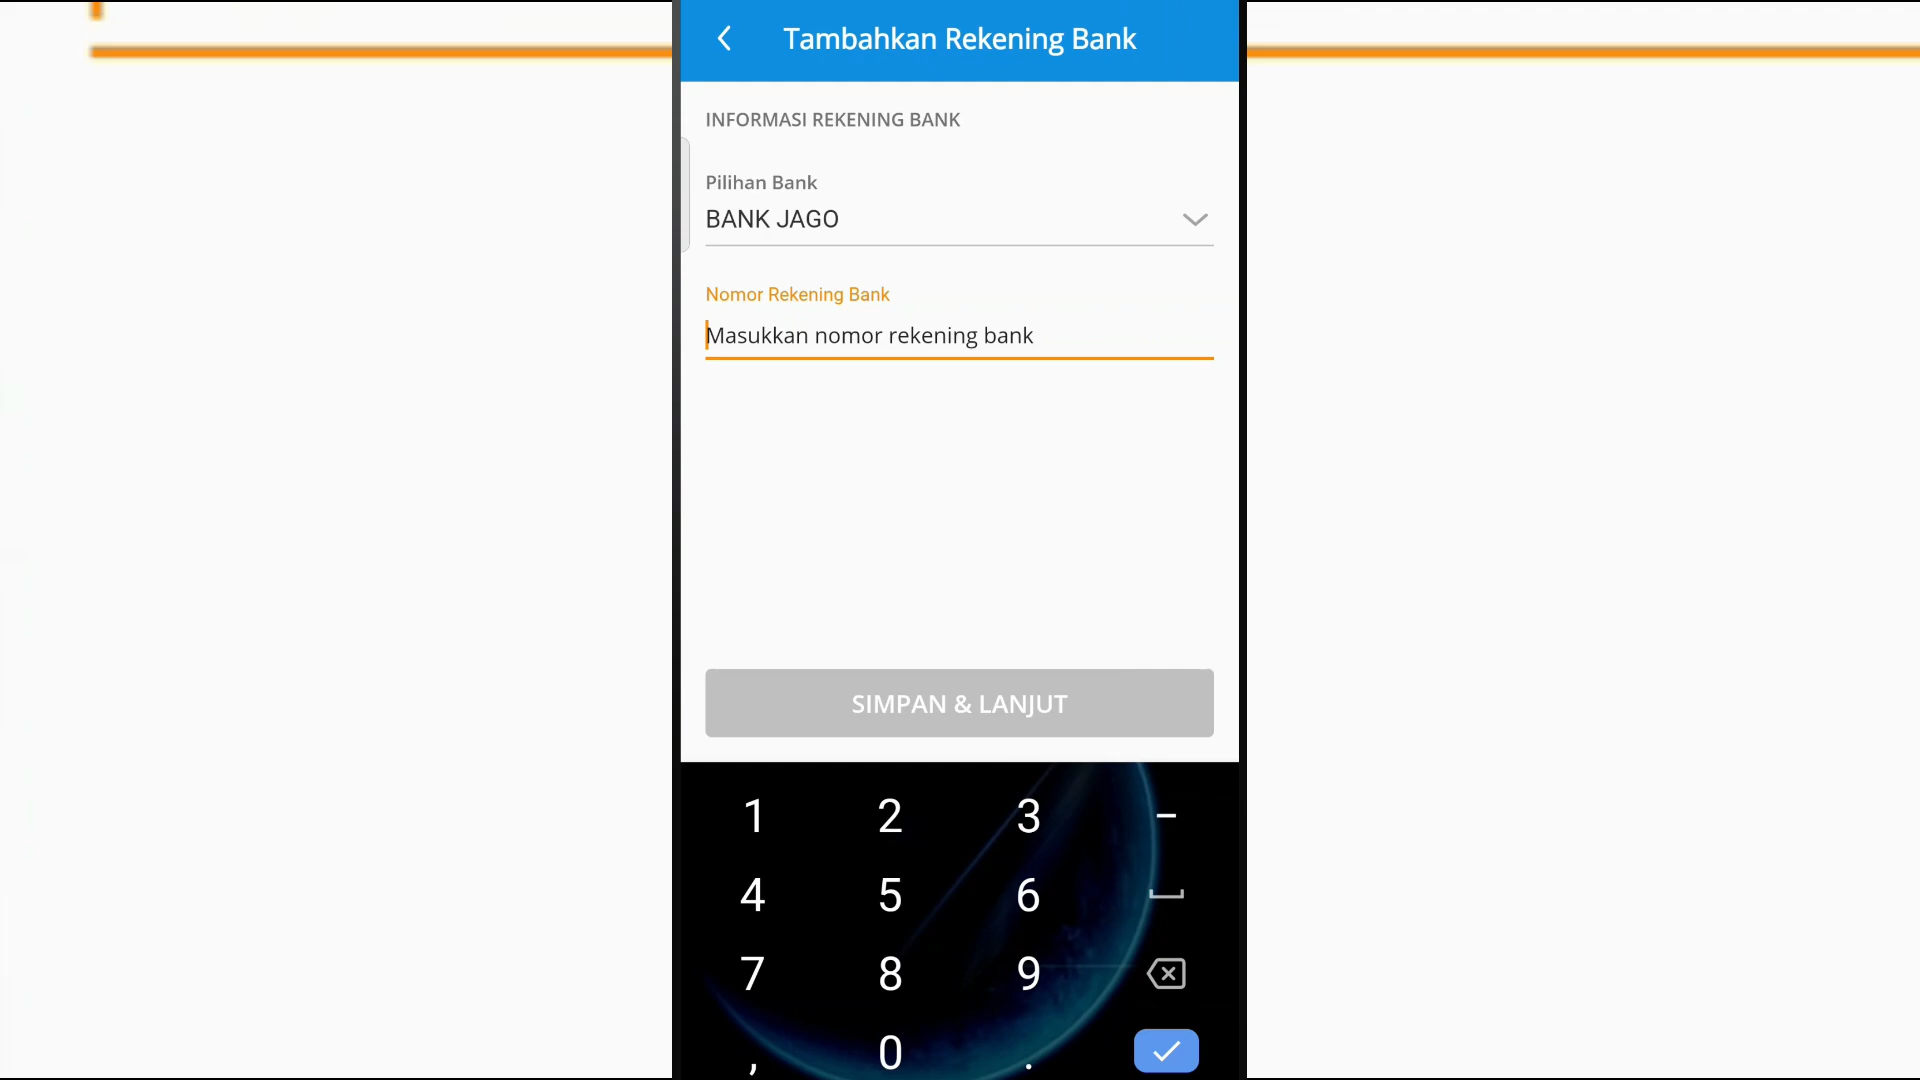 Tambahkan Rekening Bank
INFORMASI REKENING BANK
Pilihan Bank
BANK JAGO
Nomor Rekening Bank
Masukkan nomor rekening bank
SIMPAN & LANJUT
1 2 3 -
4 5 6
7 8 9
, 0 .